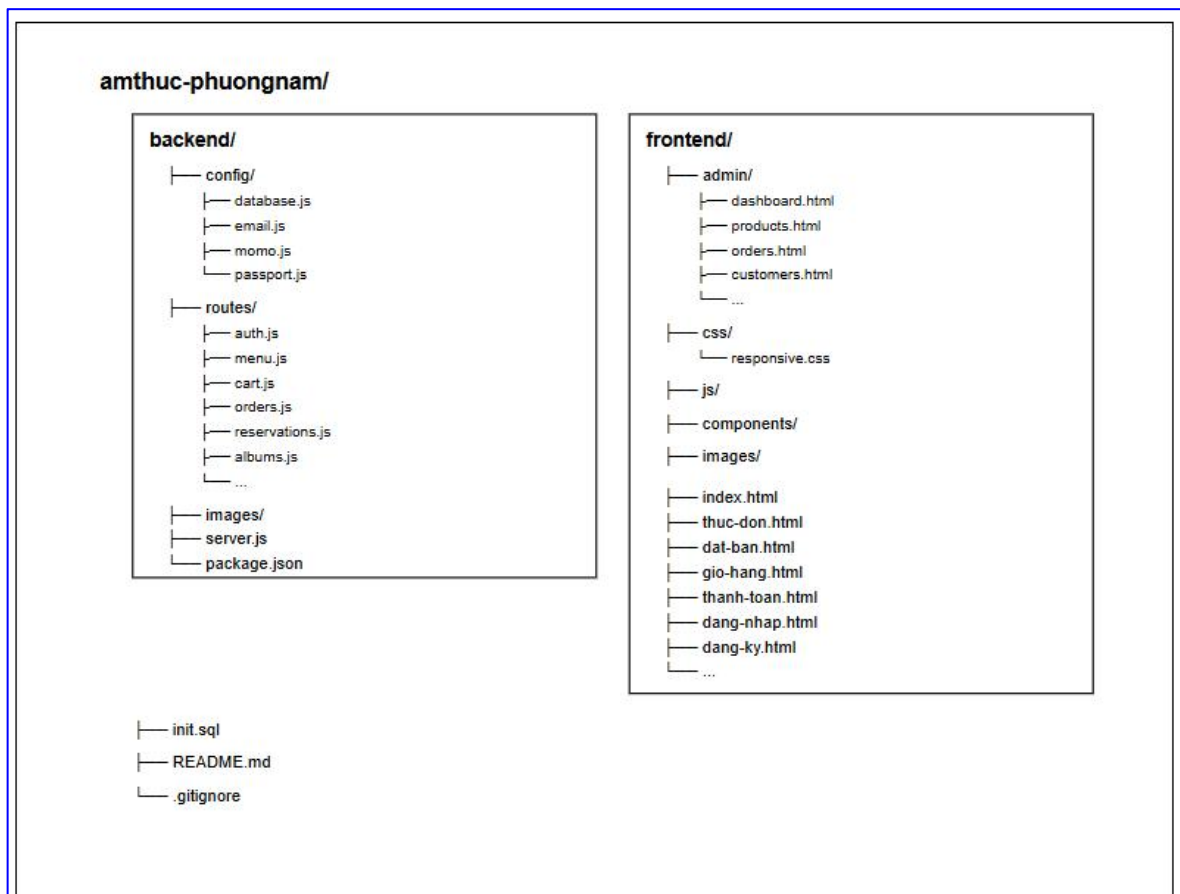 amthuc-phuongnam/
backend/
├── config/
├── database.js
├── email.js
├── momo.js
└── passport.js
├── routes/
├── auth.js
├── menu.js
├── cart.js
├── orders.js
├── reservations.js
├── albums.js
└── ...
├── images/
├── server.js
└── package.json
frontend/
├── admin/
├── dashboard.html
├── products.html
├── orders.html
├── customers.html
└── ...
├── css/
└── responsive.css
├── js/
├── components/
├── images/
├── index.html
├── thuc-don.html
├── dat-ban.html
├── gio-hang.html
├── thanh-toan.html
├── dang-nhap.html
├── dang-ky.html
└── ...
├── init.sql
├── README.md
└── .gitignore